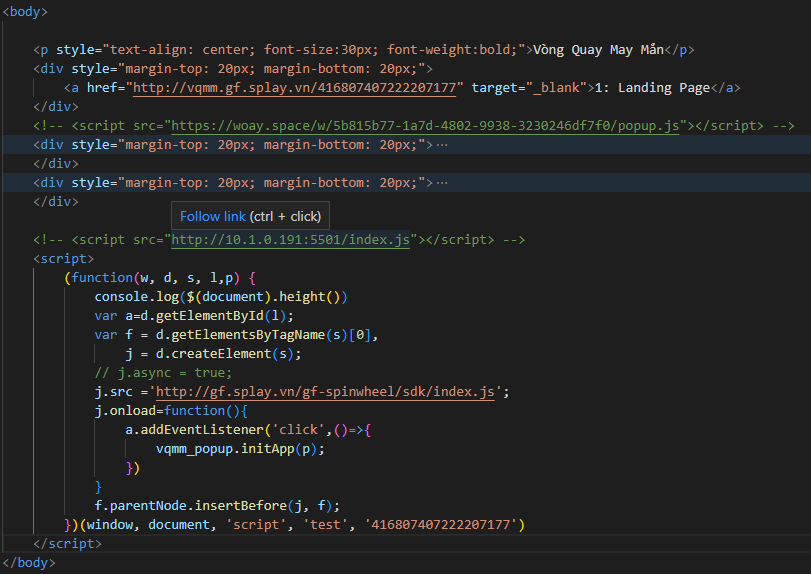 <body>
<p style="text-align: center; font-size:30px; font-weight:bold;">Vòng Quay May Mắn</p>
<div style="margin-top: 20px; margin-bottom: 20px;">
<a href="http://vqmm.gf.splay.vn/416807407222207177" target="_blank">1: Landing Page</a>
</div>
<!-- <script src="https://woay.space/w/5b815b77-1a7d-4802-9938-3230246df7f0/popup.js"></script> -->
<div style="margin-top: 20px; margin-bottom: 20px;">···
</div>
<div style="margin-top: 20px; margin-bottom: 20px;">···
</div>
Follow link (ctrl + click)
<!-- <script src="http://10.1.0.191:5501/index.js"></script> -->
<script>
(function(w, d, s, l,p) {
console.log($(document).height())
var a=d.getElementById(l);
var f = d.getElementsByTagName(s)[0],
j = d.createElement(s);
// j.async = true;
j.src ='http://gf.splay.vn/gf-spinwheel/sdk/index.js';
j.onload=function(){
a.addEventListener('click',()=>{
vqmm_popup.initApp(p);
})
}
f.parentNode.insertBefore(j, f);
})(window, document, 'script', 'test', '416807407222207177')
</script>
</body>